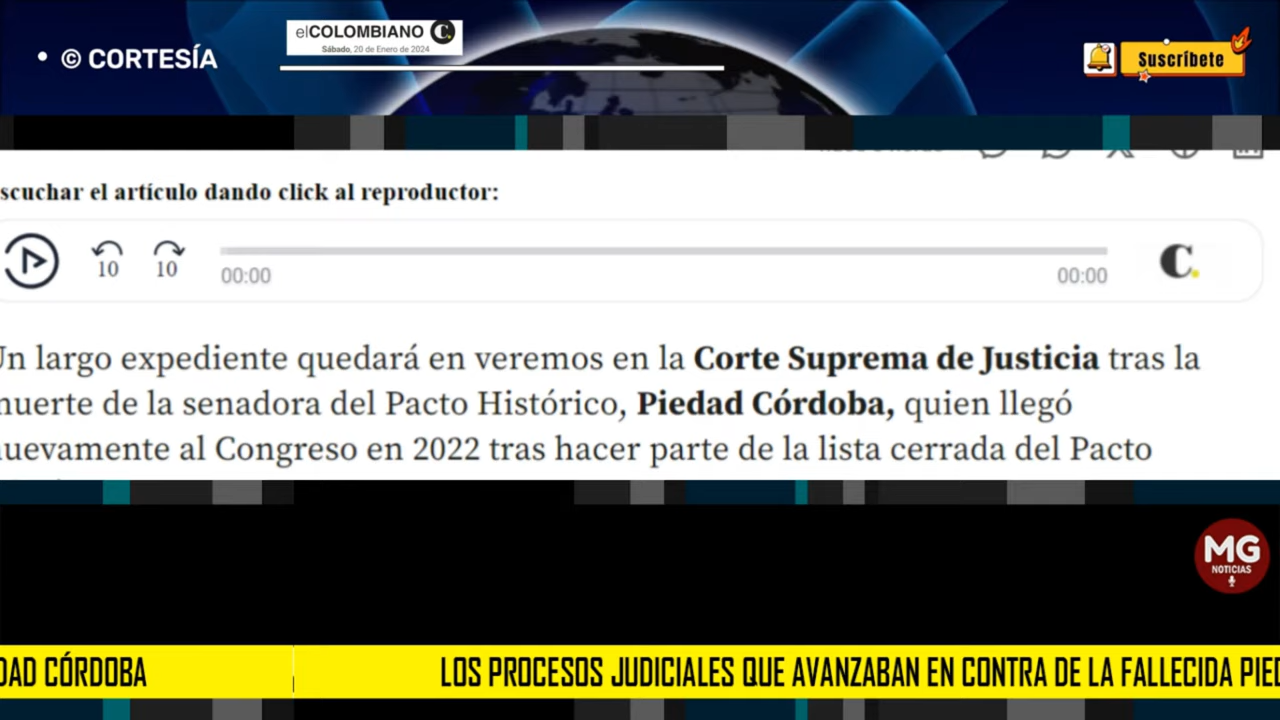 • © CORTESÍA
elCOLOMBIANO C.
Sábado, 20 de Enero de 2024
Suscríbete
scuchar el artículo dando click al reproductor:
10
10
00:00
00:00
C.
Un largo expediente quedará en veremos en la Corte Suprema de Justicia tras la
muerte de la senadora del Pacto Histórico, Piedad Córdoba, quien llegó
nuevamente al Congreso en 2022 tras hacer parte de la lista cerrada del Pacto
MG
NOTICIAS
DAD CÓRDOBA
LOS PROCESOS JUDICIALES QUE AVANZABAN EN CONTRA DE LA FALLECIDA PIED